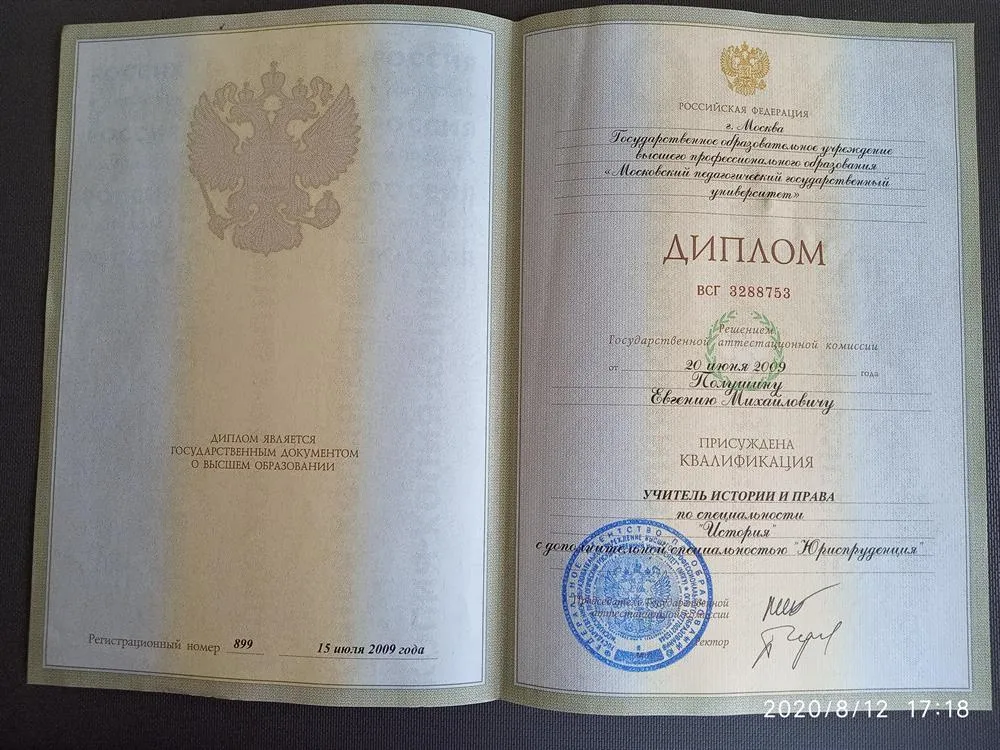 ДИПЛОМ ЯВЛЯЕТСЯ
ГОСУДАРСТВЕННЫМ ДОКУМЕНТОМ
О ВЫСШЕМ ОБРАЗОВАНИИ
Регистрационный номер 899 15 июля 2009 года
РОССИЙСКАЯ ФЕДЕРАЦИЯ
г. Москва
Государственное образовательное учреждение
высшего профессионального образования
«Московский педагогический государственный
университет»
ДИПЛОМ
ВСГ 3288753
Решением
Государственной аттестационной комиссии
от 20 июня 2009 года
Полушину
Евгению Михайловичу
ПРИСУЖДЕНА
КВАЛИФИКАЦИЯ
УЧИТЕЛЬ ИСТОРИИ И ПРАВА
по специальности
"История"
с дополнительной специальностью "Юриспруденция"
Председатель Государственной
аттестационной комиссии
Ректор
2020/8/12 17:18